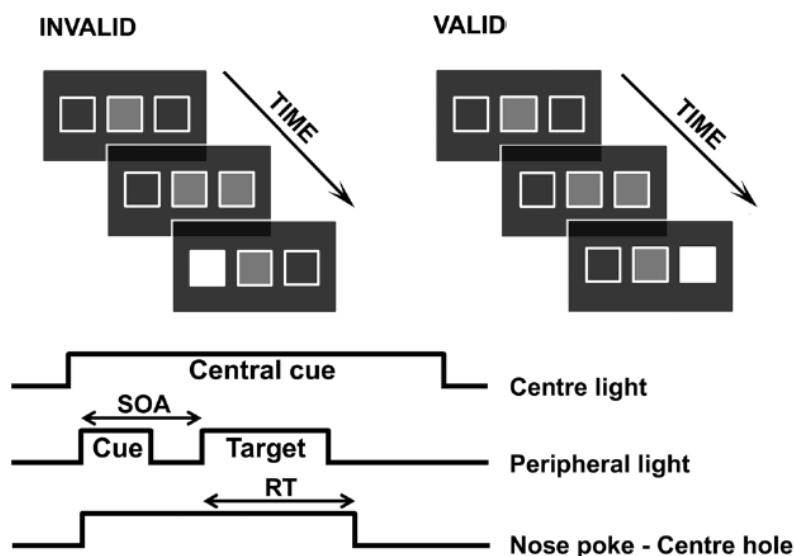 INVALID
VALID
TIME
TIME
Central cue
Centre light
SOA
Cue
Target
Peripheral light
RT
Nose poke - Centre hole